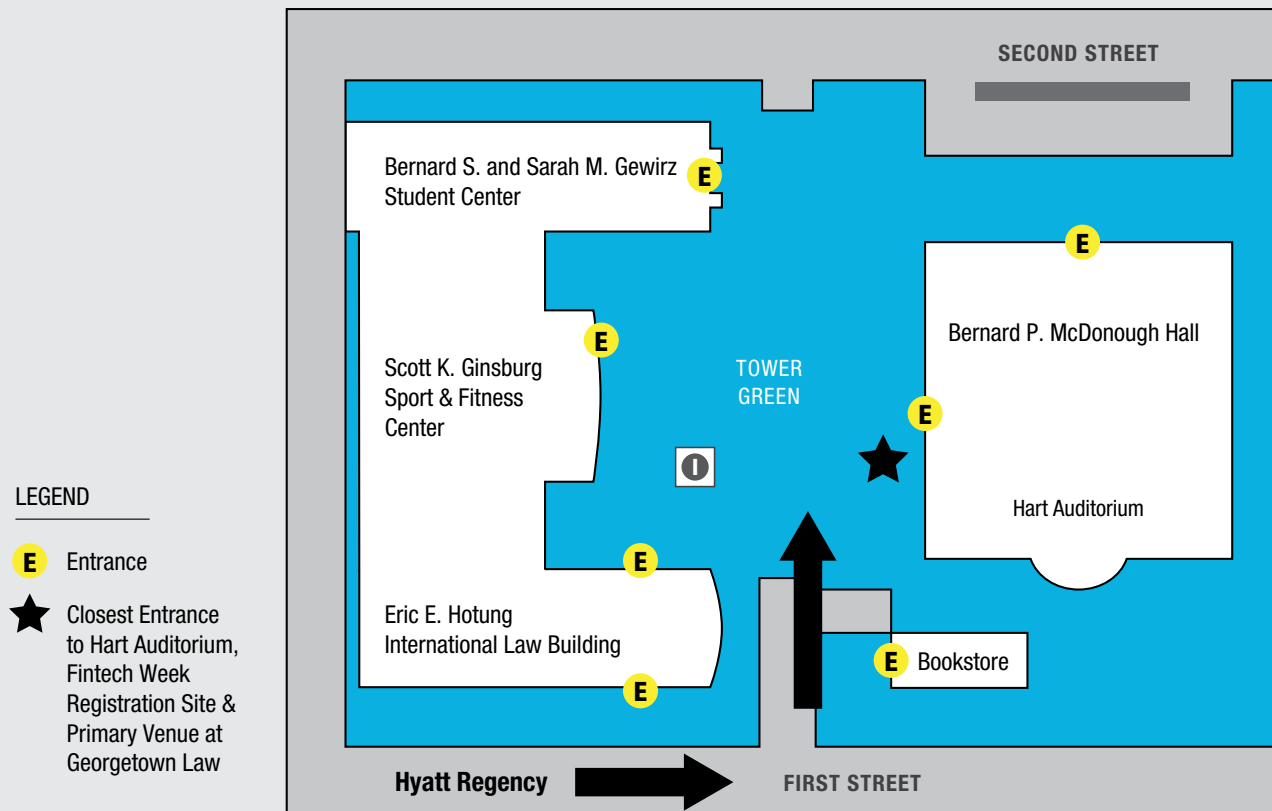 SECOND STREET
Bernard S. and Sarah M. Gewirz
Student Center
E
E
Bernard P. McDonough Hall
E
Scott K. Ginsburg
Sport & Fitness
Center
TOWER
GREEN
E
I
Hart Auditorium
LEGEND
E Entrance
Closest Entrance
to Hart Auditorium,
Fintech Week
Registration Site &
Primary Venue at
Georgetown Law
E
Eric E. Hotung
International Law Building
E
E Bookstore
Hyatt Regency
FIRST STREET